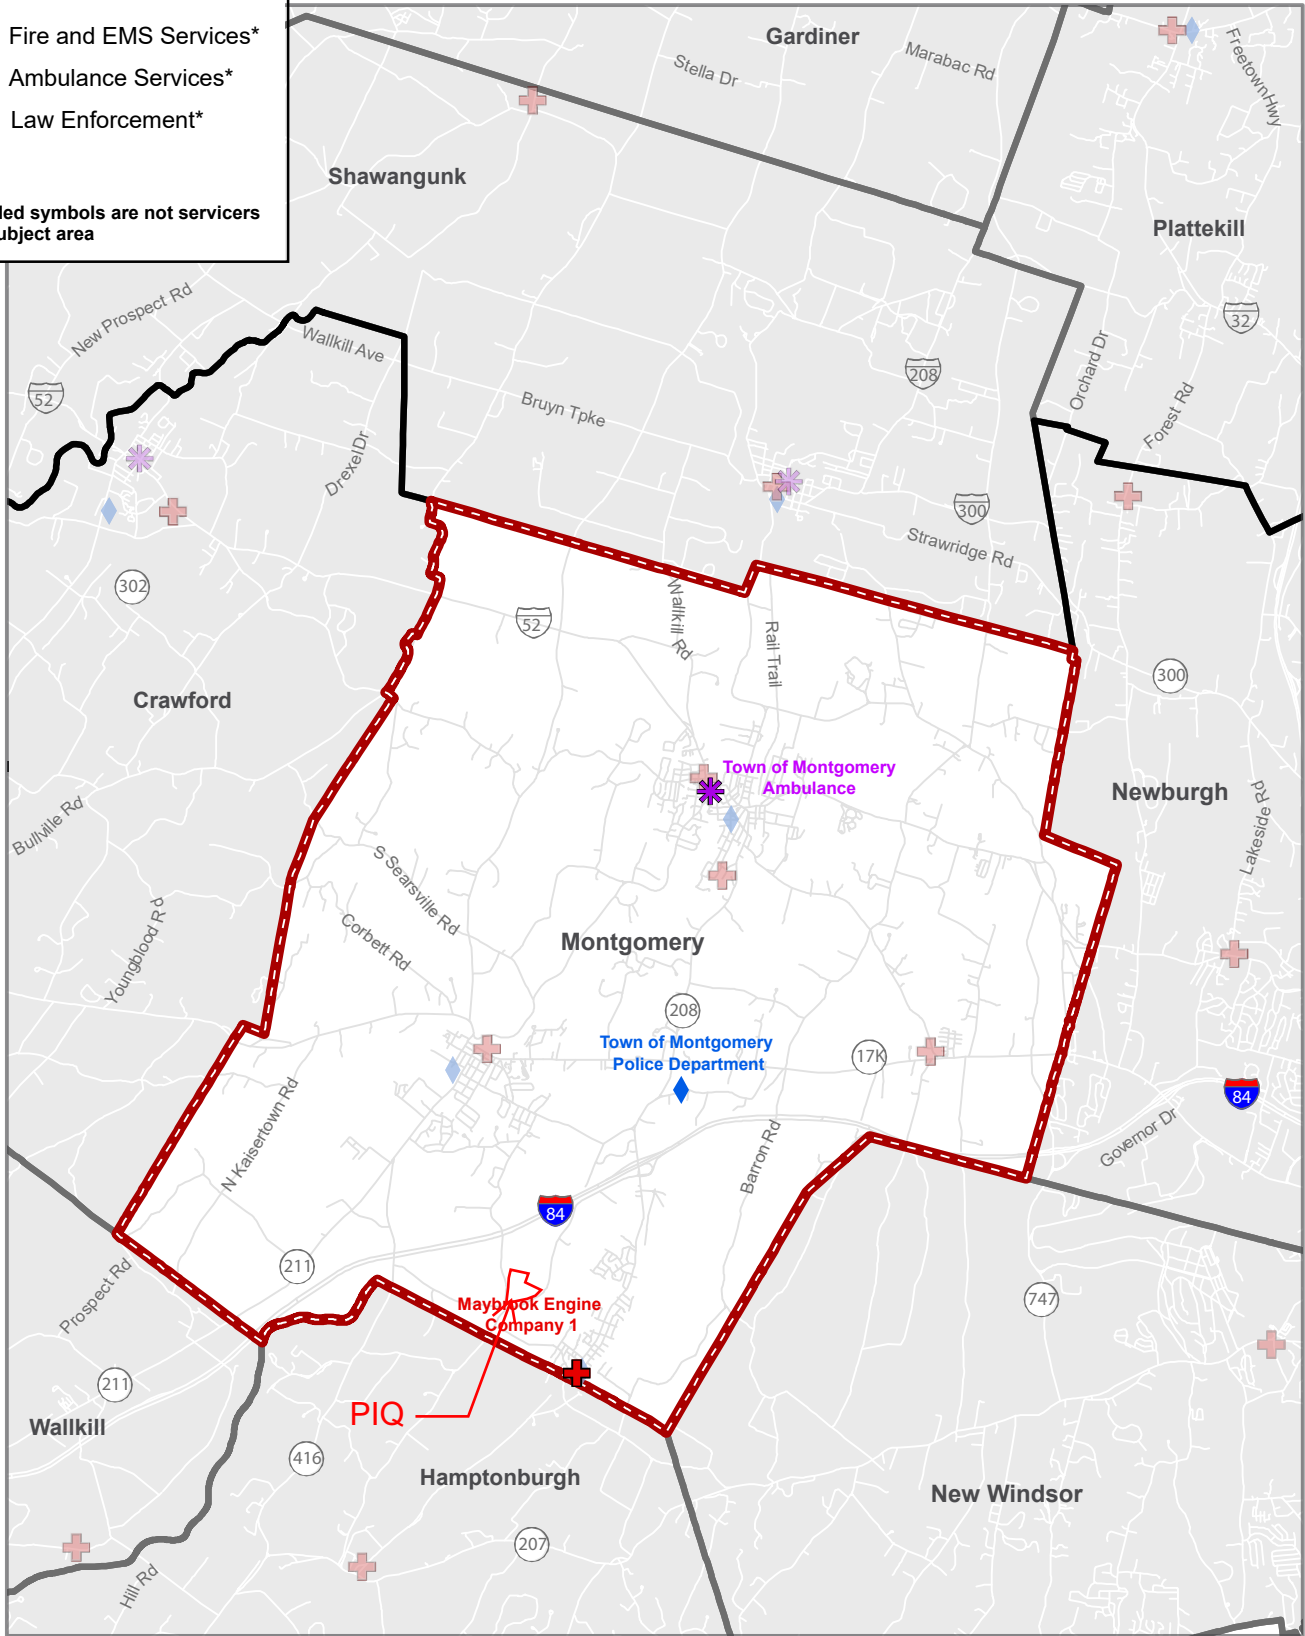 Fire and EMS Services*
Ambulance Services*
Law Enforcement*
symbols are not servicers
area
Gardiner
Stella Dr
Marabac Rd
Freetown Hwy
Shawangunk
Plattekill
New Prospect Rd
Wallkill Ave
32
52
208
Orchard Dr
Bruyn Tpke
Forest Rd
Drexel Dr
300
Strawridge Rd
302
52
Wallkill Rd
Rail Trail
300
Crawford
Town of Montgomery
Ambulance
Newburgh
Bullville Rd
Lakeside Rd
S Searsville Rd
Corbett Rd
Youngblood Rd
Montgomery
208
Town of Montgomery
Police Department
17K
84
N Kaisertown Rd
Governor Dr
Barron Rd
84
211
Prospect Rd
747
Maybrook Engine
Company 1
211
PIQ
Wallkill
416
Hamptonburgh
New Windsor
207
Hill Rd